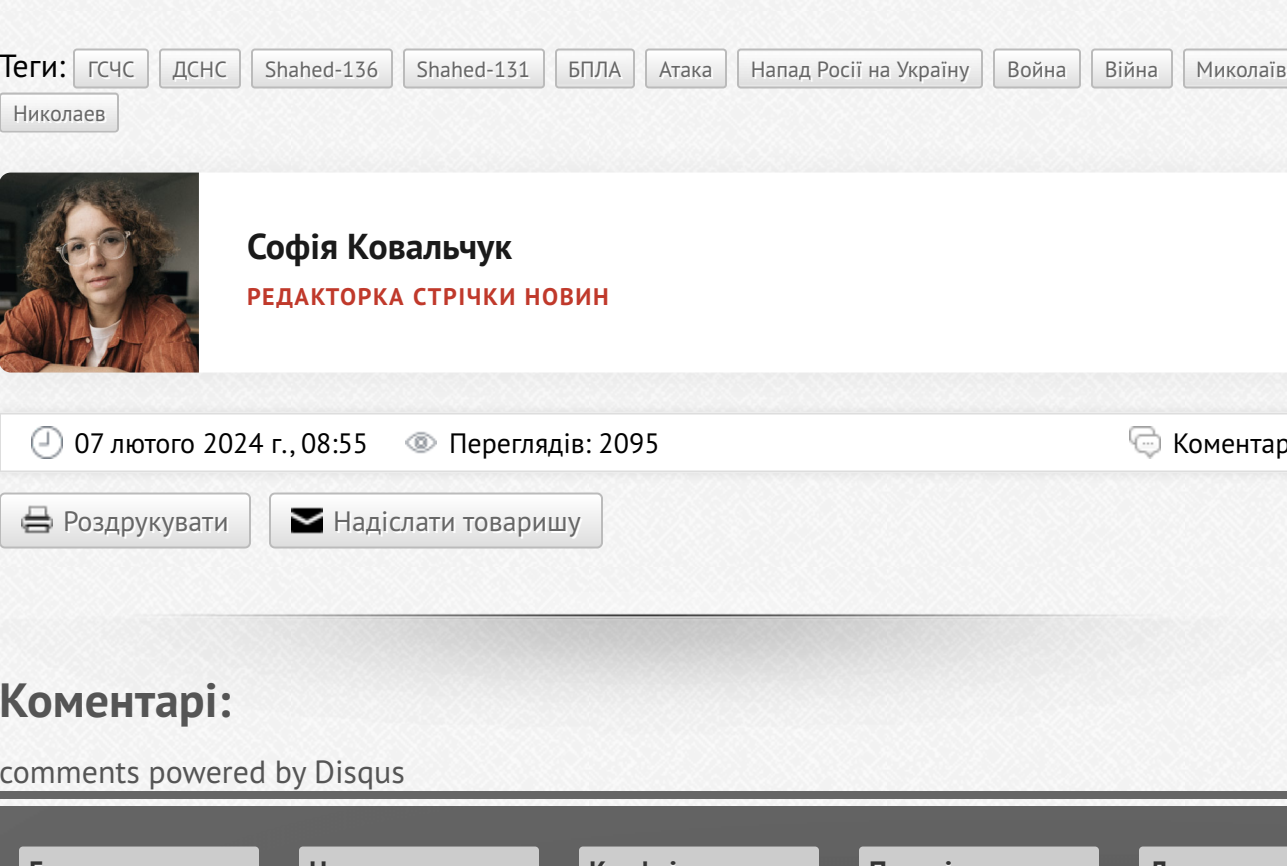 Теги: ГСЧС ДСНС Shahed-136 Shahed-131 БПЛА Атака Напад Росії на Україну Война Війна Миколаїв
Николаев
Софія Ковальчук
РЕДАКТОРКА СТРІЧКИ НОВИН
07 лютого 2024 г., 08:55 Переглядів: 2095 Коментар
Роздрукувати Надіслати товаришу
Коментарі:
comments powered by Disqus